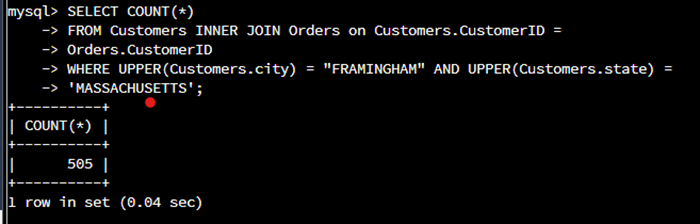 mysql> SELECT COUNT(*)
    -> FROM Customers INNER JOIN Orders on Customers.CustomerID =
    -> Orders.CustomerID
    -> WHERE UPPER(Customers.city) = "FRAMINGHAM" AND UPPER(Customers.state) =
    -> 'MASSACHUSETTS';
+----------+
| COUNT(*) |
+----------+
|      505 |
+----------+
1 row in set (0.04 sec)